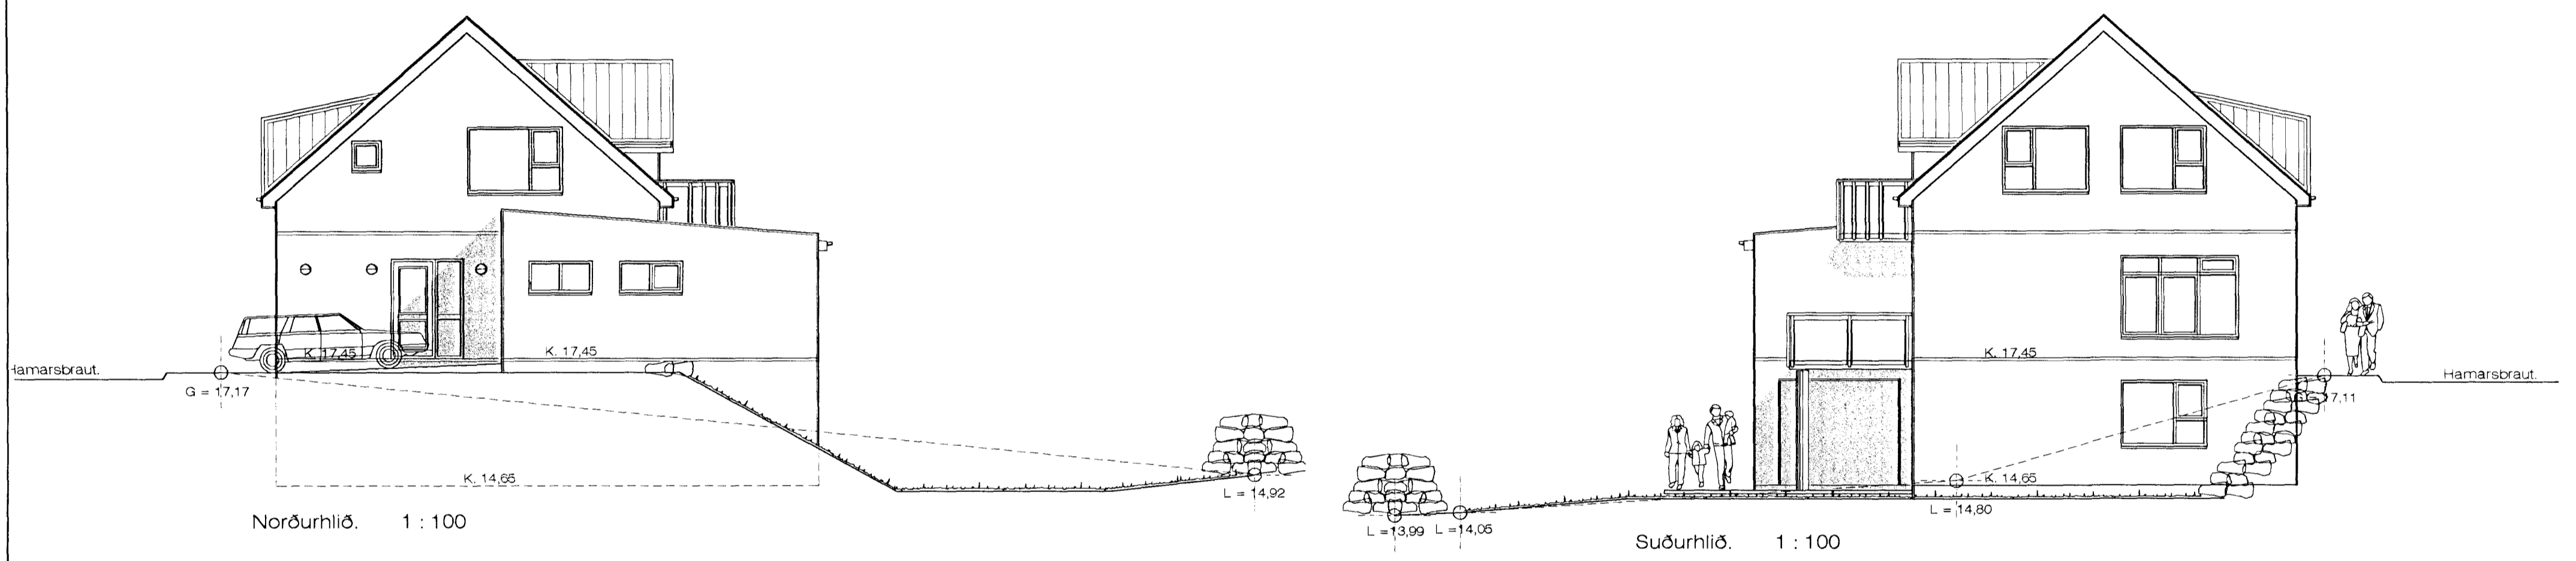 Hamarsbraut.
G = 17,17
K. 17,45
K. 17,45
K. 14,65
L = 14,92
Norðurhlið. 1 : 100
K. 17,45
Hamarsbraut.
G = 17,11
K. 14,65
L = 14,80
L = 13,99
L = 14,05
Suðurhlið. 1 : 100